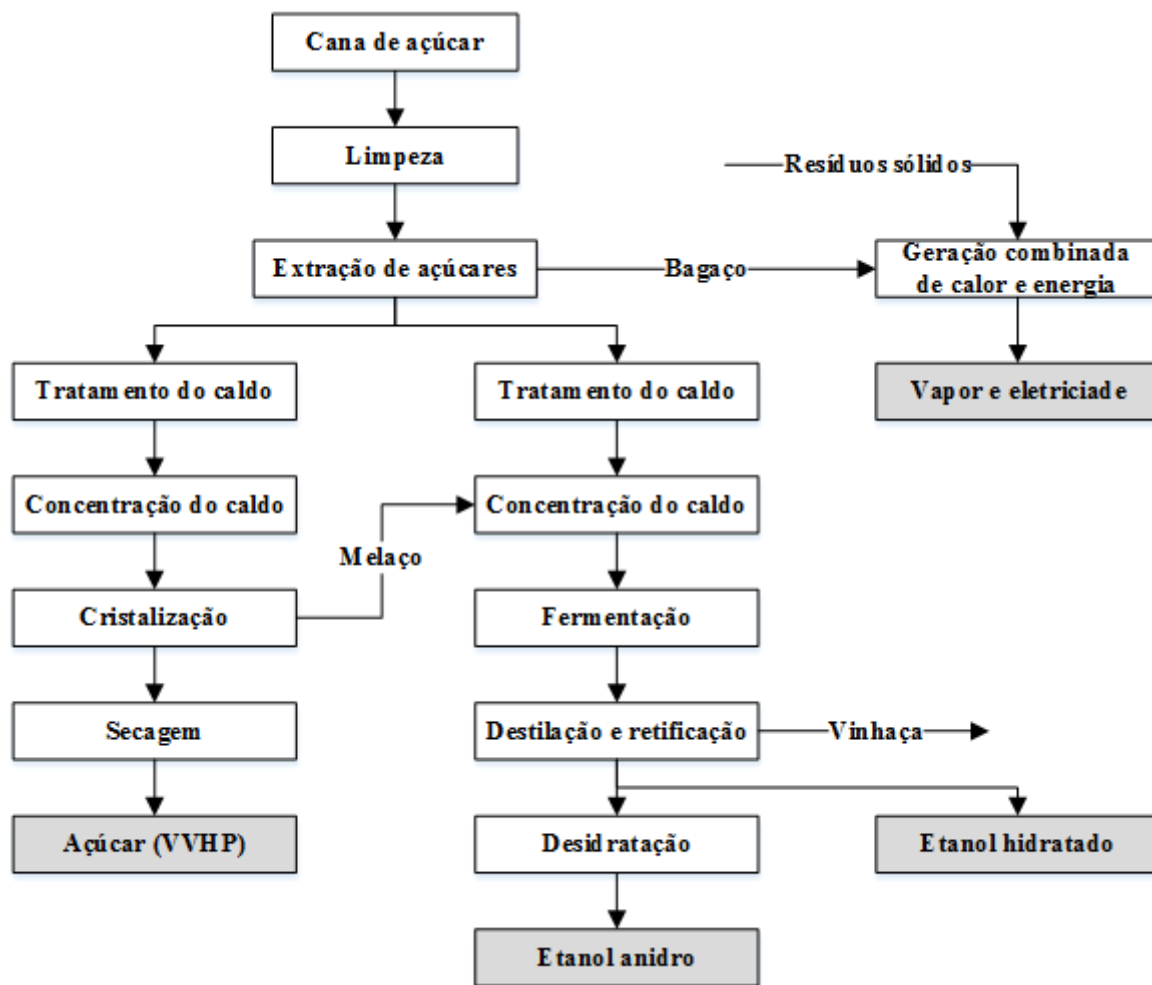 Cana de açúcar
Limpeza
Resíduos sólidos
Extração de açúcares
Bagaço
Geração combinada
de calor e energia
Tratamento do caldo
Tratamento do caldo
Vapor e eletriciade
Concentração do caldo
Concentração do caldo
Melaço
Cristalização
Fermentação
Secagem
Destilação e retificação
Vinhaça
Açúcar (VVHP)
Desidratação
Etanol hidratado
Etanol anidro